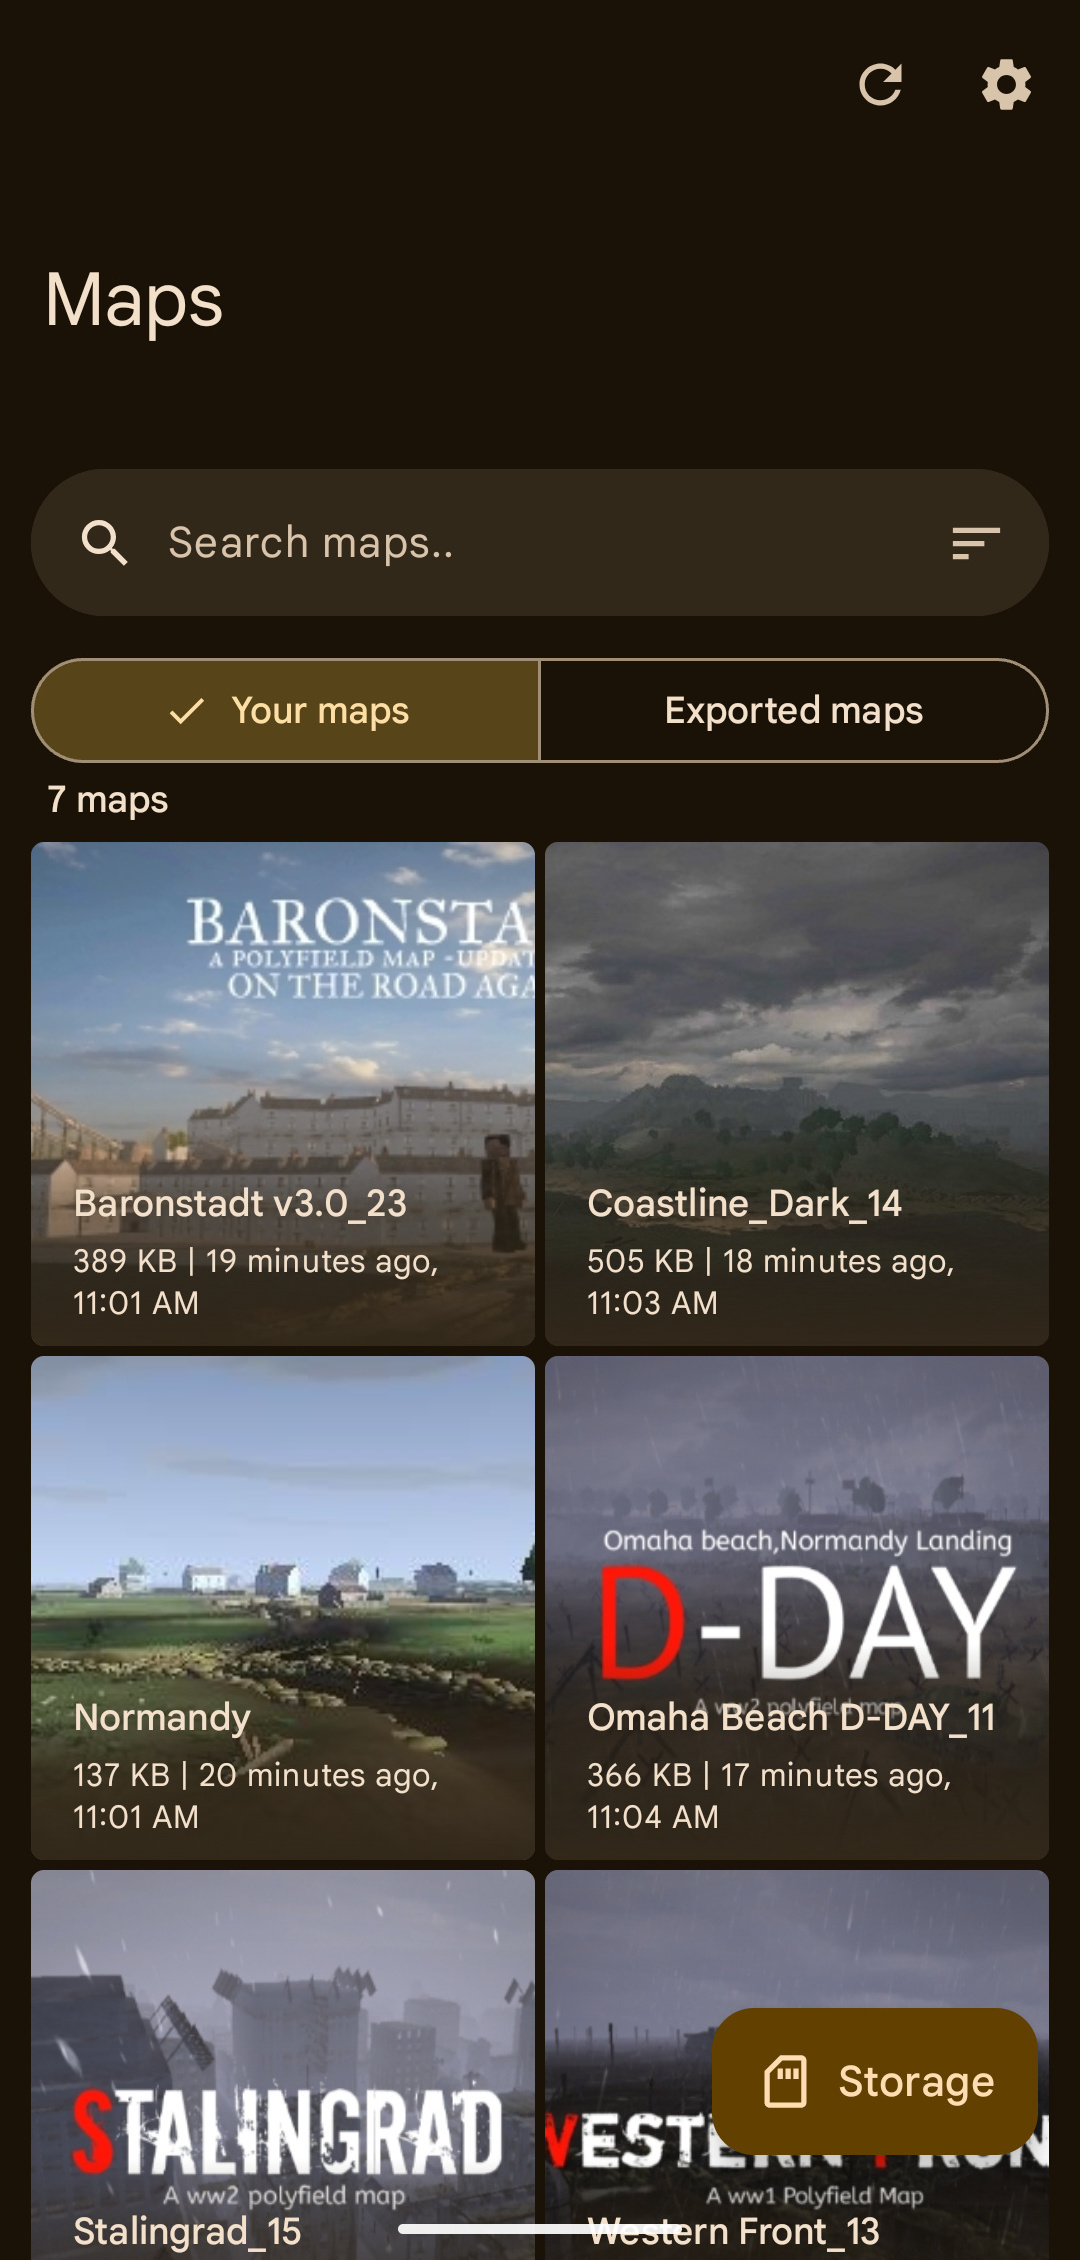 Maps
Search maps..
Your maps
Exported maps
7 maps
BARONSTA
A POLYFIELD MAP -UPDAT
ON THE ROAD AGA
Baronstadt v3.0_23
389 KB | 19 minutes ago,
11:01 AM
Coastline_Dark_14
505 KB | 18 minutes ago,
11:03 AM
Normandy
137 KB | 20 minutes ago,
11:01 AM
Omaha beach,Normandy Landing
D-DAY
A ww2 polyfield map
Omaha Beach D-DAY_11
366 KB | 17 minutes ago,
11:04 AM
STALINGRAD
A ww2 polyfield map
Stalingrad_15
Storage
WESTERN FRON
A ww1 Polyfield Map
Western Front_13